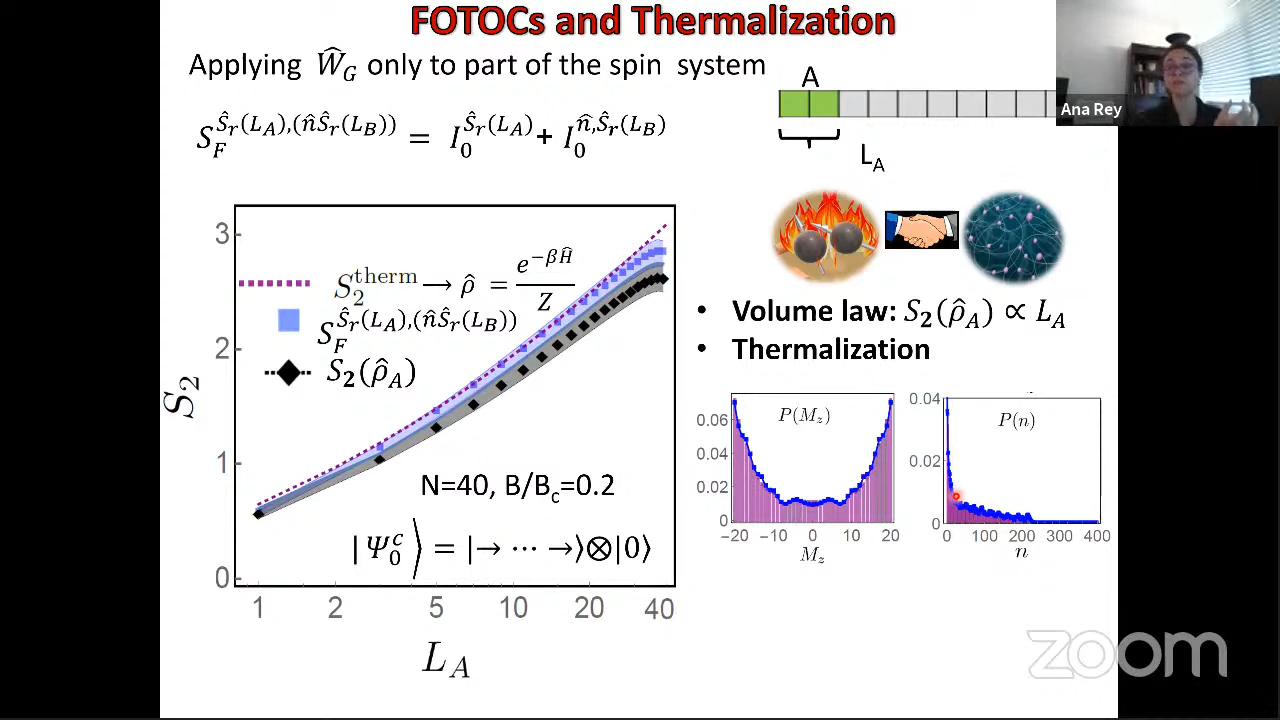 FOTOCs and Thermalization
Applying Ŵ_G only to part of the spin system
S_F^{Ŝ_r(L_A),(n̂Ŝ_r(L_B))} = I_0^{Ŝ_r(L_A)} + I_0^{n̂,Ŝ_r(L_B)}
A
L_A
Ana Rey
S_2^{therm} → ρ̂ = e^{−βĤ}/Z
S_F^{Ŝ_r(L_A),(n̂Ŝ_r(L_B))}
S_2(ρ̂_A)
N=40, B/B_c=0.2
|Ψ_0^c⟩ = |→ ⋯ →⟩⊗|0⟩
S_2
3
2
1
0
1 2 5 10 20 40
L_A
• Volume law: S_2(ρ̂_A) ∝ L_A
• Thermalization
P(M_z)
0.06
0.04
0.02
0
−20 −10 0 10 20
M_z
P(n)
0.04
0.02
0
0 100 200 300 400
n
zoom